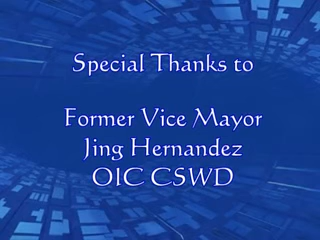 Special Thanks to
Former Vice Mayor
Jing Hernandez
OIC CSWD